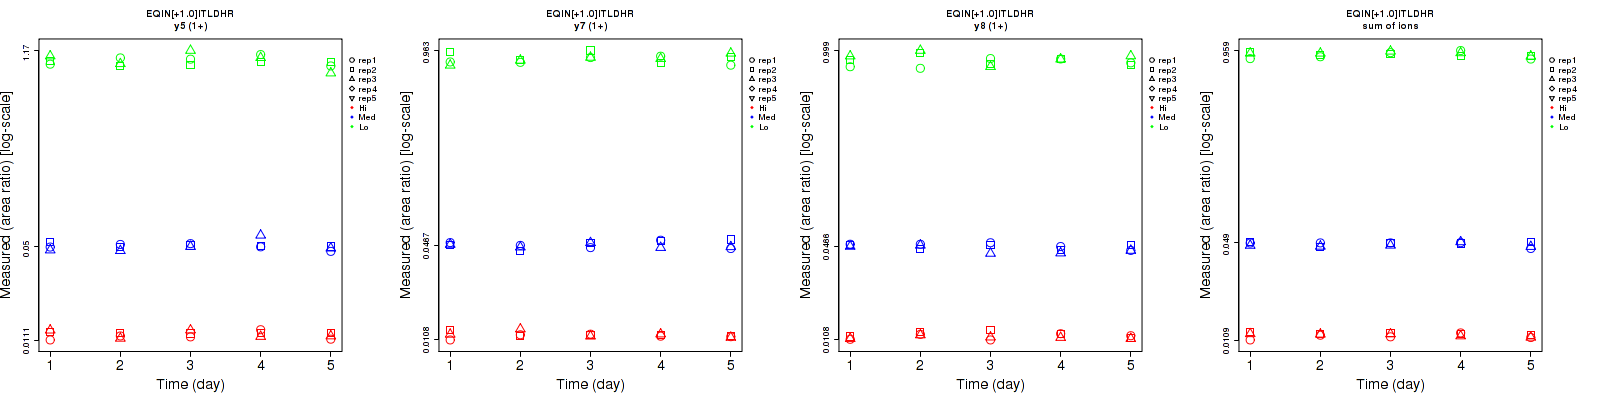 EQIN[+1.0]ITLDHR
y5 (1+)
Measured (area ratio) [log-scale]
1.17
0.05
0.0111
1 2 3 4 5
Time (day)
rep1
rep2
rep3
rep4
rep5
Hi
Med
Lo
EQIN[+1.0]ITLDHR
y7 (1+)
Measured (area ratio) [log-scale]
0.963
0.0467
0.0108
1 2 3 4 5
Time (day)
rep1
rep2
rep3
rep4
rep5
Hi
Med
Lo
EQIN[+1.0]ITLDHR
y8 (1+)
Measured (area ratio) [log-scale]
0.999
0.0486
0.0108
1 2 3 4 5
Time (day)
rep1
rep2
rep3
rep4
rep5
Hi
Med
Lo
EQIN[+1.0]ITLDHR
sum of ions
Measured (area ratio) [log-scale]
0.959
0.049
0.0109
1 2 3 4 5
Time (day)
rep1
rep2
rep3
rep4
rep5
Hi
Med
Lo